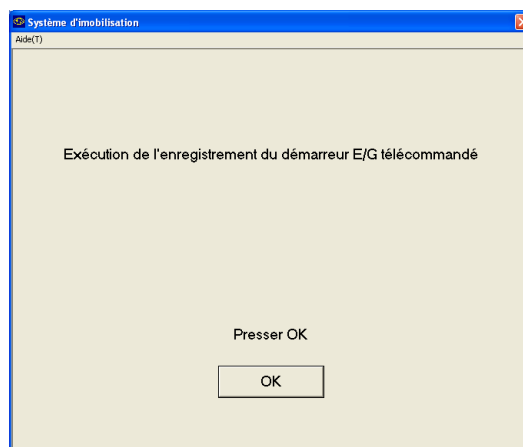 Système d'imobilisation
Aide(T)
Exécution de l'enregistrement du démarreur E/G télécommandé
Presser OK
OK